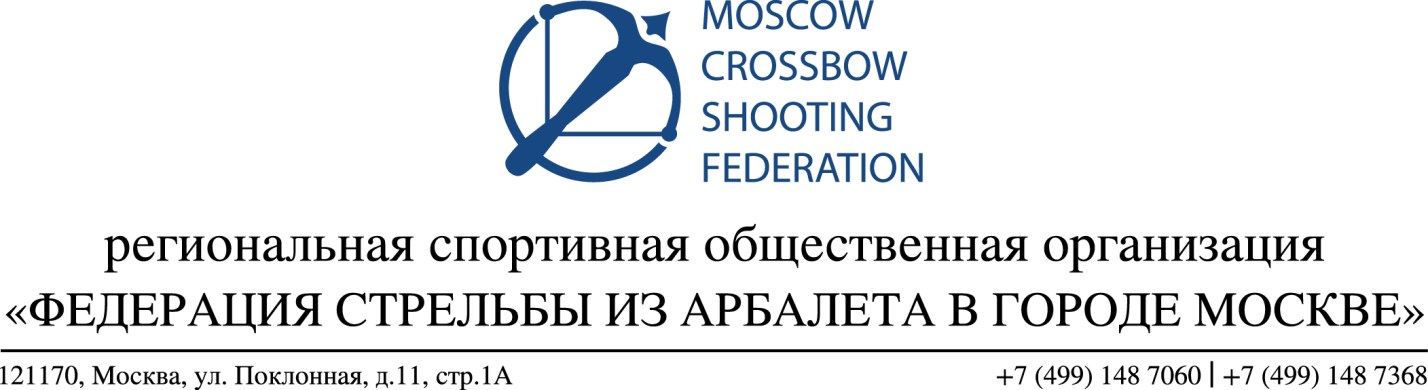 MOSCOW
CROSSBOW
SHOOTING
FEDERATION
региональная спортивная общественная организация
«ФЕДЕРАЦИЯ СТРЕЛЬБЫ ИЗ АРБАЛЕТА В ГОРОДЕ МОСКВЕ»
121170, Москва, ул. Поклонная, д.11, стр.1А +7 (499) 148 7060 | +7 (499) 148 7368